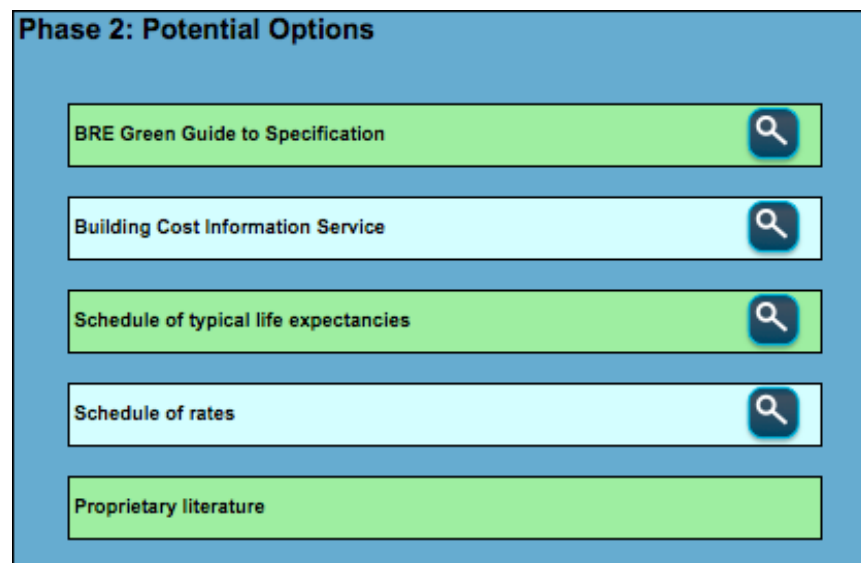 Phase 2: Potential Options
BRE Green Guide to Specification
Building Cost Information Service
Schedule of typical life expectancies
Schedule of rates
Proprietary literature